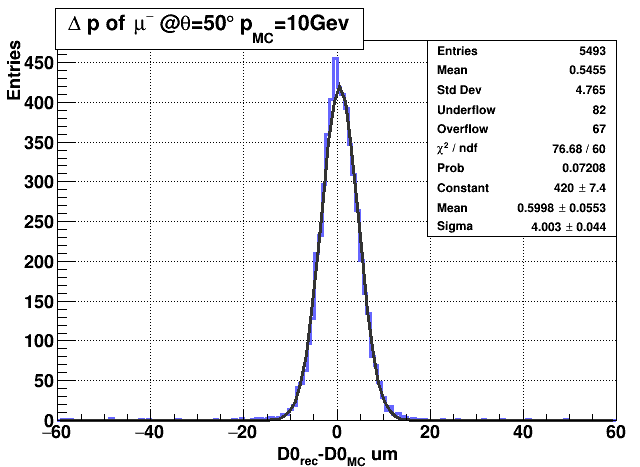 Δ p of μ⁻ @θ=50° p_MC=10Gev
Entries 5493
Mean 0.5455
Std Dev 4.765
Underflow 82
Overflow 67
χ² / ndf 76.68 / 60
Prob 0.07208
Constant 420 ± 7.4
Mean 0.5998 ± 0.0553
Sigma 4.003 ± 0.044
Entries
450
400
350
300
250
200
150
100
50
0
−60 −40 −20 0 20 40 60
D0_rec-D0_MC um